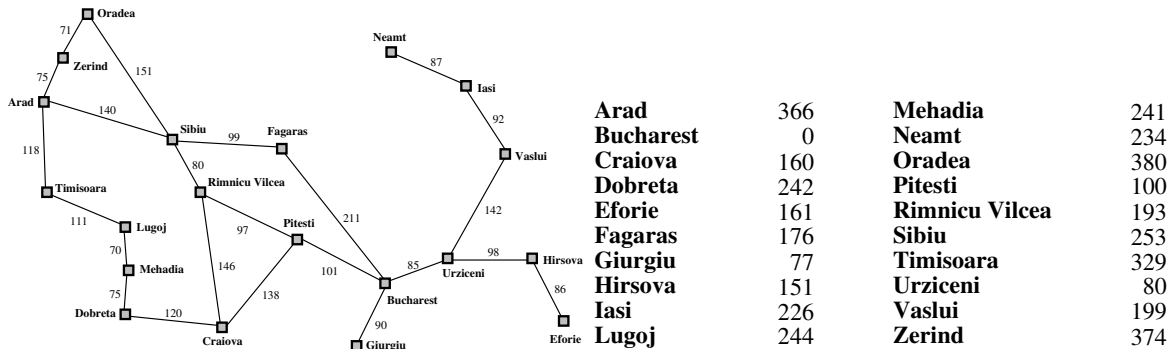 Oradea
71
Neamt
Zerind
87
151
75
Iasi
Arad
140
92
Sibiu
Fagaras
99
118
Vaslui
80
Timisoara
Rimnicu Vilcea
142
111
Lugoj
Pitesti
211
97
70
98
Hirsova
Mehadia
146
101
85
Urziceni
75
138
86
Bucharest
Dobreta
120
90
Craiova
Eforie
Giurgiu
Arad 366 Mehadia 241
Bucharest 0 Neamt 234
Craiova 160 Oradea 380
Dobreta 242 Pitesti 100
Eforie 161 Rimnicu Vilcea 193
Fagaras 176 Sibiu 253
Giurgiu 77 Timisoara 329
Hirsova 151 Urziceni 80
Iasi 226 Vaslui 199
Lugoj 244 Zerind 374